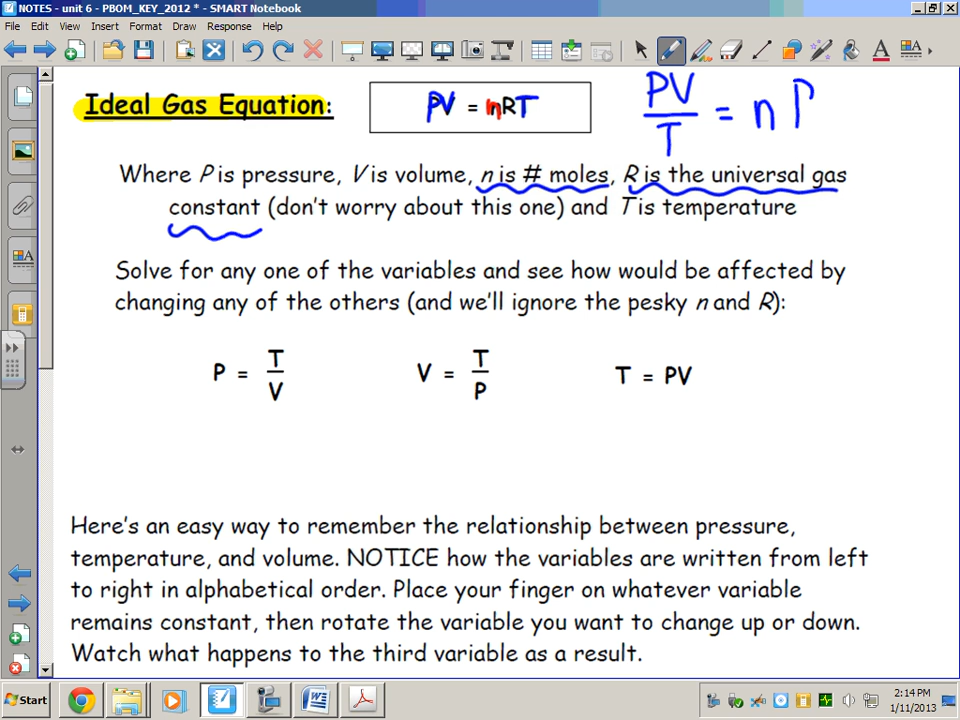 NOTES - unit 6 - PBOM_KEY_2012 * - SMART Notebook
File Edit View Insert Format Draw Response Help
Ideal Gas Equation:
PV = nRT
PV
T
= n
Where P is pressure, V is volume, n is # moles, R is the universal gas
constant (don't worry about this one) and T is temperature
Solve for any one of the variables and see how would be affected by
changing any of the others (and we'll ignore the pesky n and R):
P = T
V
V = T
P
T = PV
Here's an easy way to remember the relationship between pressure,
temperature, and volume. NOTICE how the variables are written from left
to right in alphabetical order. Place your finger on whatever variable
remains constant, then rotate the variable you want to change up or down.
Watch what happens to the third variable as a result.
Start
2:14 PM
1/11/2013